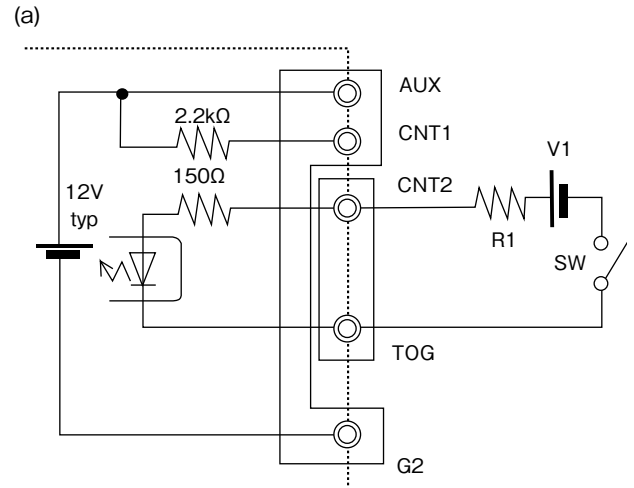 (a)
AUX
2.2kΩ
CNT1
V1
150Ω
CNT2
12V
typ
R1
SW
TOG
G2